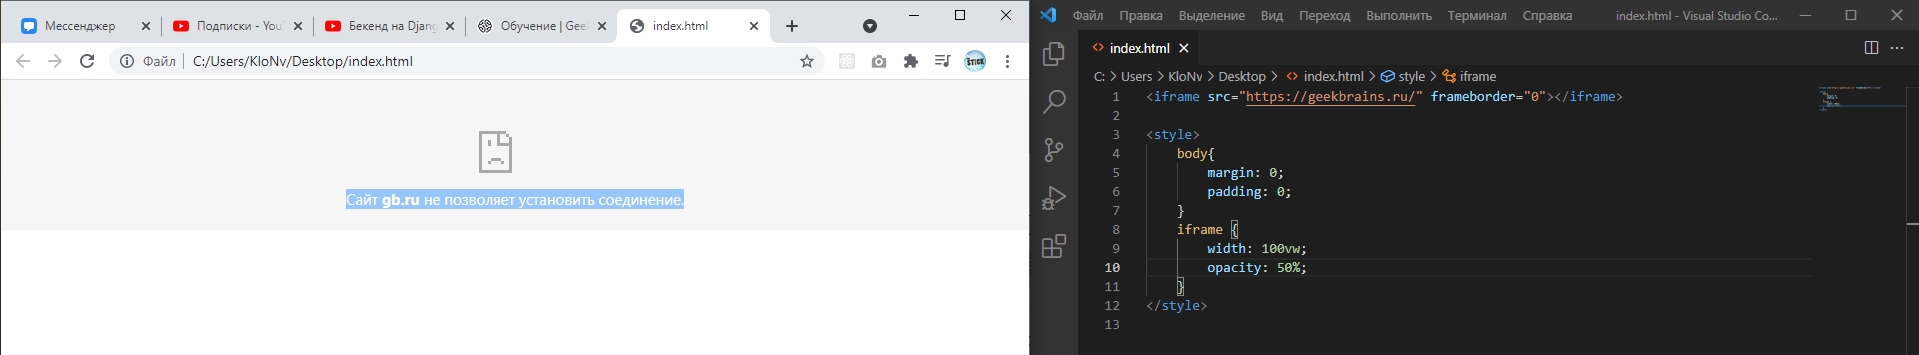 Мессенджер
Подписки - You
Бекенд на Djang
Обучение | Geek
index.html
Файл
C:/Users/KloNv/Desktop/index.html
STICK
Сайт gb.ru не позволяет установить соединение.
Файл Правка Выделение Вид Переход Выполнить Терминал Справка
index.html - Visual Studio Co...
index.html
C: > Users > KloNv > Desktop > index.html > style > iframe
1 <iframe src="https://geekbrains.ru/" frameborder="0"></iframe>
2
3 <style>
4 body{
5 margin: 0;
6 padding: 0;
7 }
8 iframe {
9 width: 100vw;
10 opacity: 50%;
11 }
12 </style>
13